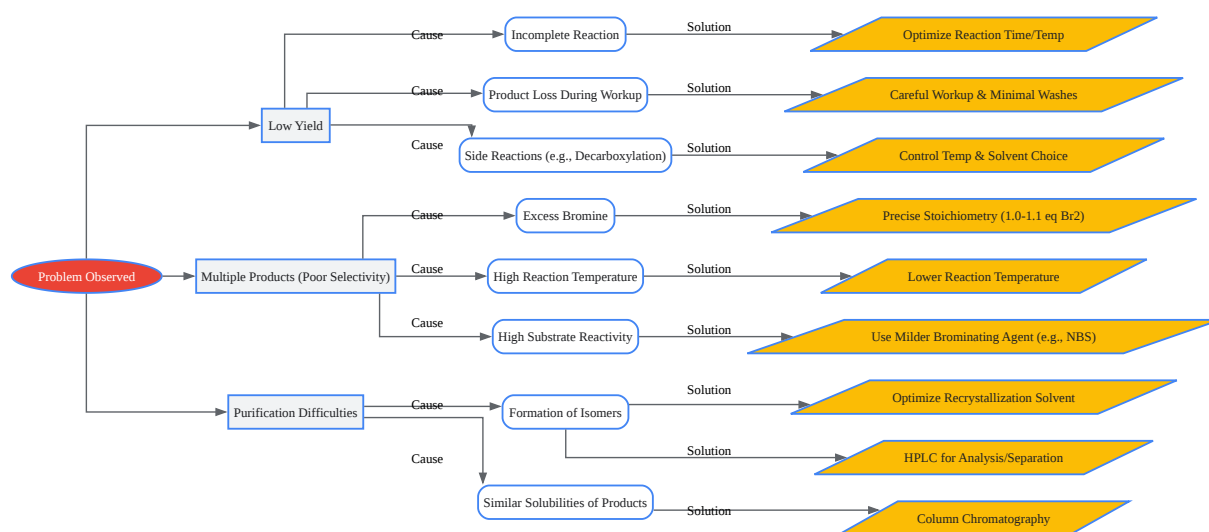 Cause
Incomplete Reaction
Solution
Optimize Reaction Time/Temp
Cause
Product Loss During Workup
Solution
Careful Workup & Minimal Washes
Low Yield
Cause
Side Reactions (e.g., Decarboxylation)
Solution
Control Temp & Solvent Choice
Cause
Excess Bromine
Solution
Precise Stoichiometry (1.0-1.1 eq Br2)
Problem Observed
Multiple Products (Poor Selectivity)
Cause
High Reaction Temperature
Solution
Lower Reaction Temperature
Cause
High Substrate Reactivity
Solution
Use Milder Brominating Agent (e.g., NBS)
Purification Difficulties
Cause
Formation of Isomers
Solution
Optimize Recrystallization Solvent
Solution
HPLC for Analysis/Separation
Cause
Similar Solubilities of Products
Solution
Column Chromatography